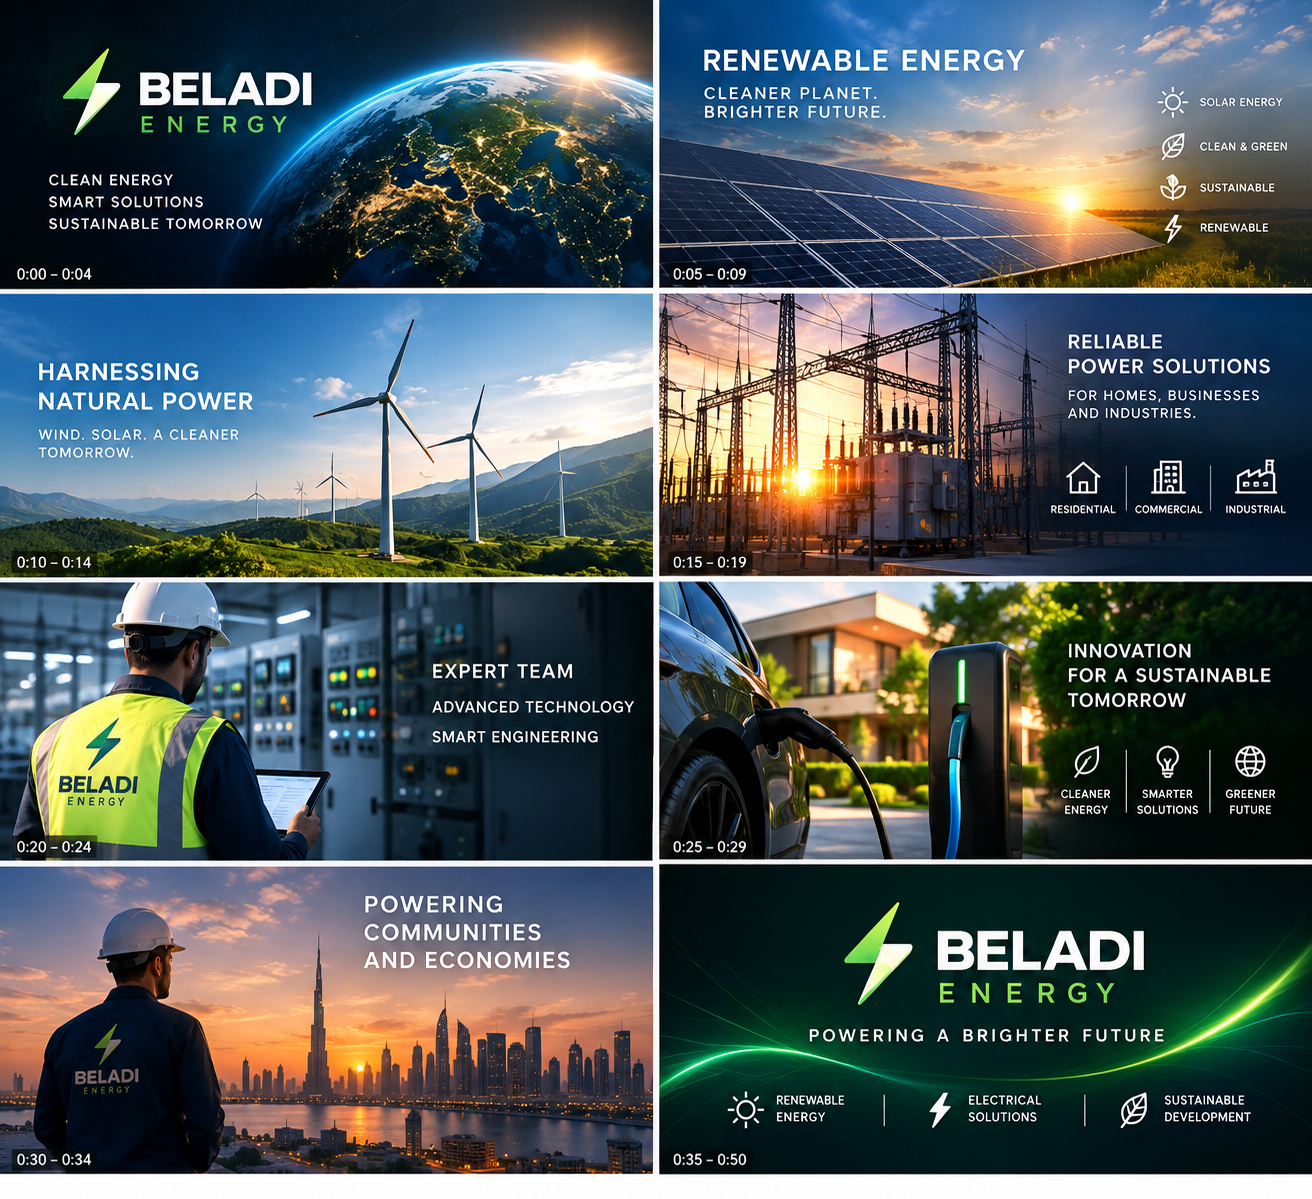 BELADI
ENERGY
CLEAN ENERGY
SMART SOLUTIONS
SUSTAINABLE TOMORROW
0:00 – 0:04
RENEWABLE ENERGY
CLEANER PLANET.
BRIGHTER FUTURE.
SOLAR ENERGY
CLEAN & GREEN
SUSTAINABLE
RENEWABLE
0:05 – 0:09
HARNESSING
NATURAL POWER
WIND. SOLAR. A CLEANER
TOMORROW.
0:10 – 0:14
RELIABLE
POWER SOLUTIONS
FOR HOMES, BUSINESSES
AND INDUSTRIES.
RESIDENTIAL
COMMERCIAL
INDUSTRIAL
0:15 – 0:19
BELADI
ENERGY
EXPERT TEAM
ADVANCED TECHNOLOGY
SMART ENGINEERING
0:20 – 0:24
INNOVATION
FOR A SUSTAINABLE
TOMORROW
CLEANER
ENERGY
SMARTER
SOLUTIONS
GREENER
FUTURE
0:25 – 0:29
POWERING
COMMUNITIES
AND ECONOMIES
BELADI
ENERGY
0:30 – 0:34
BELADI
ENERGY
POWERING A BRIGHTER FUTURE
RENEWABLE
ENERGY
ELECTRICAL
SOLUTIONS
SUSTAINABLE
DEVELOPMENT
0:35 – 0:50